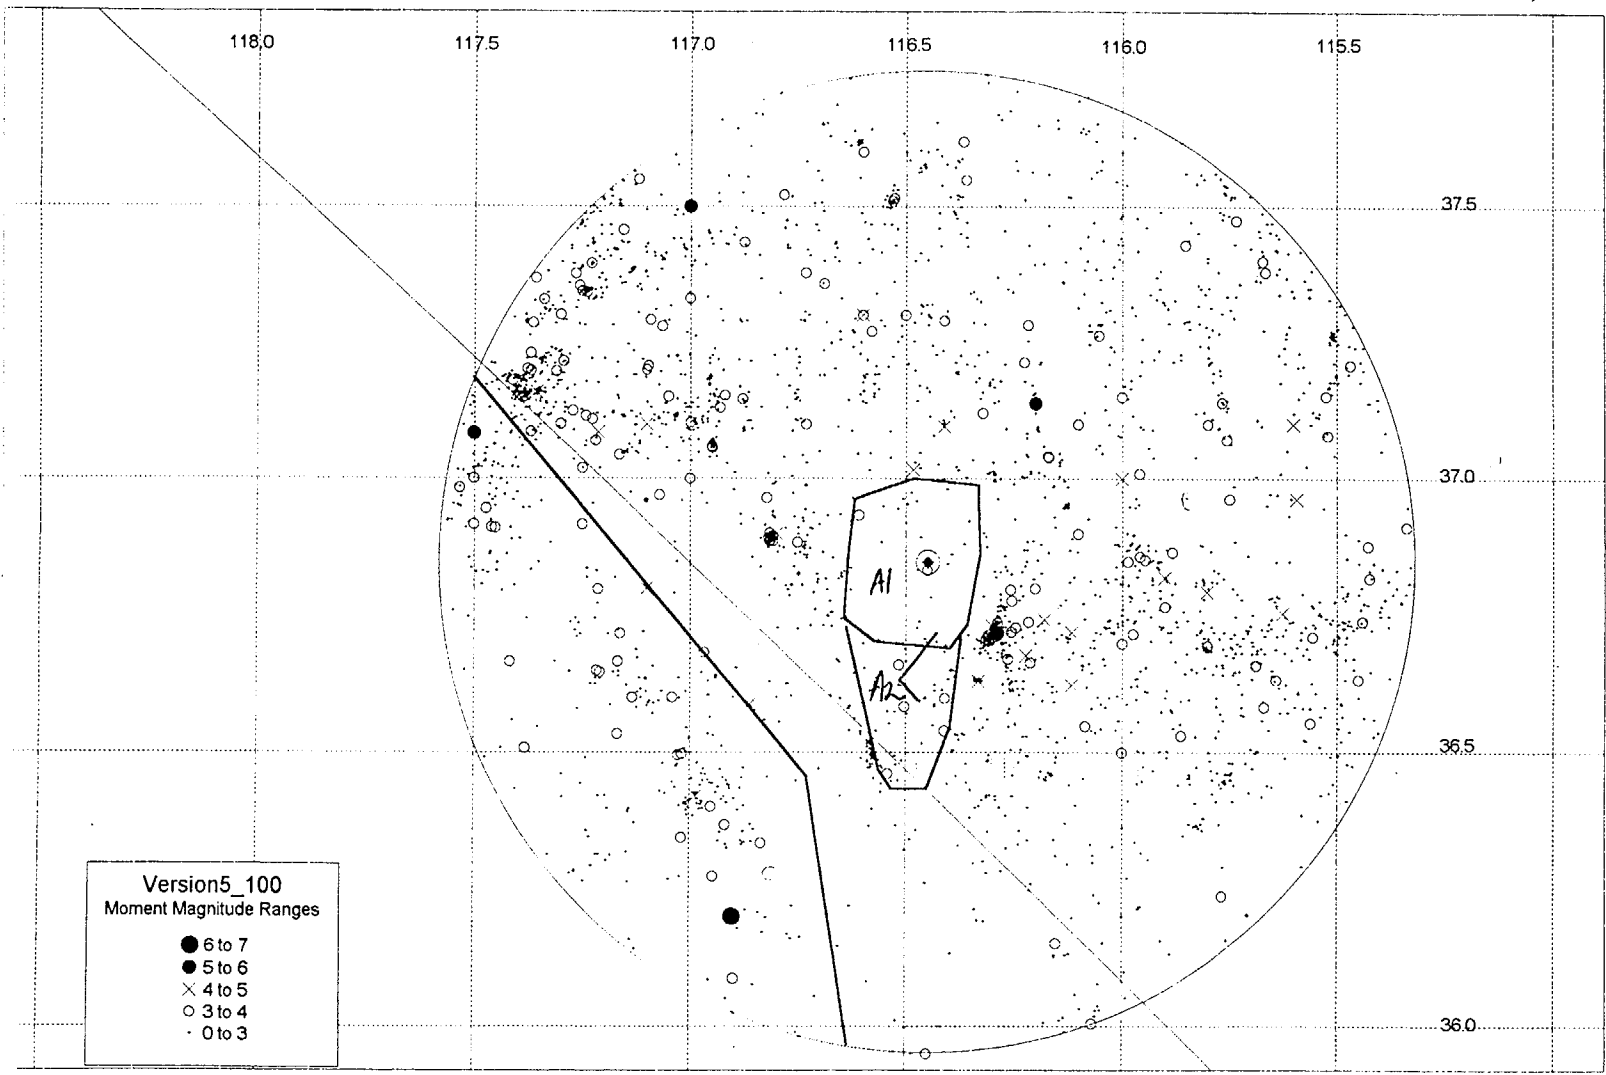 118.0 117.5 117.0 116.5 116.0 115.5
37.5
37.0
A1
A2
36.5
Version5_100
Moment Magnitude Ranges
6 to 7
5 to 6
4 to 5
3 to 4
0 to 3
36.0